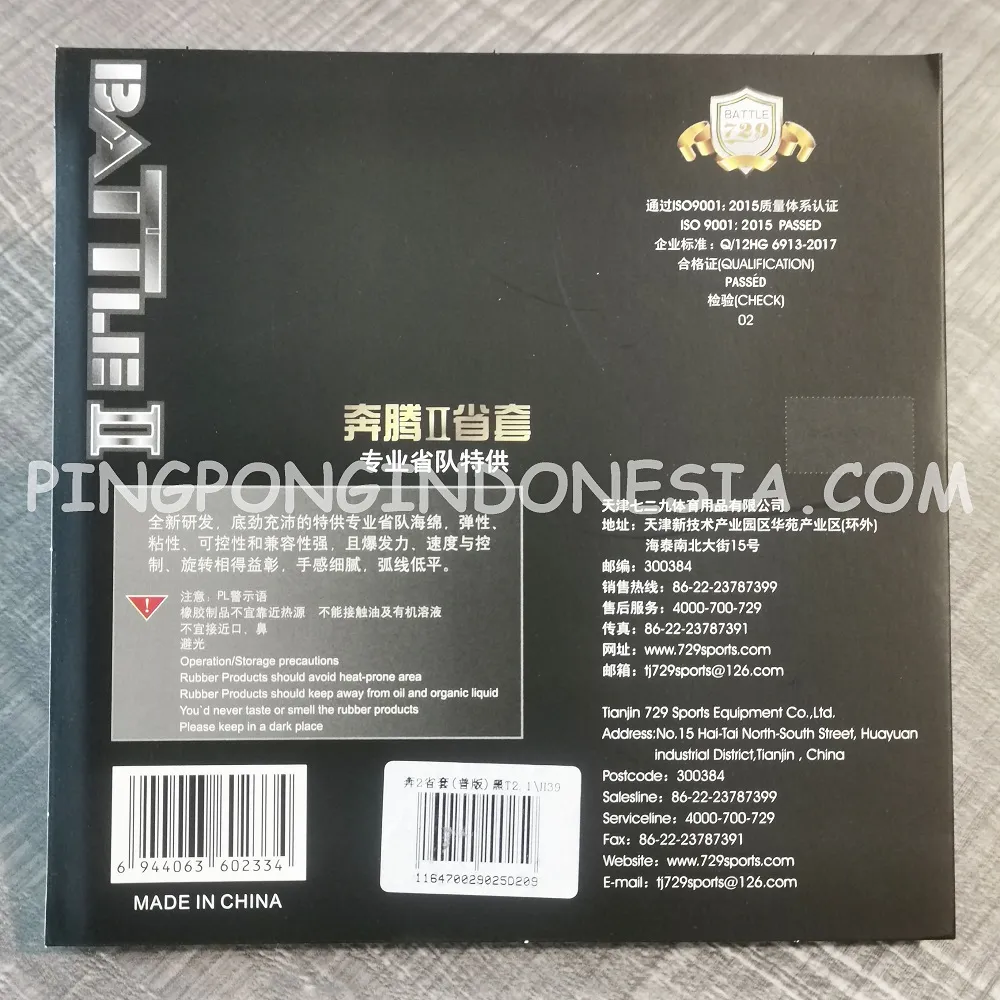 BATTLE II
BATTLE
729
通过ISO9001: 2015质量体系认证
ISO 9001: 2015 PASSED
企业标准：Q/12HG 6913-2017
合格证(QUALIFICATION)
PASSED
检验(CHECK)
02
奔腾II省套
专业省队特供
PINGPONGINDONESIA.COM
全新研发，底劲充沛的特供专业省队海绵，弹性、
粘性、可控性和兼容性强，且爆发力、速度与控
制、旋转相得益彰，手感细腻，弧线低平。
!
注意：PL警示语
橡胶制品不宜靠近热源 不能接触油及有机溶液
不宜接近口，鼻
避光
Operation/Storage precautions
Rubber Products should avoid heat-prone area
Rubber Products should keep away from oil and organic liquid
You`d never taste or smell the rubber products
Please keep in a dark place
天津七二九体育用品有限公司
地址：天津新技术产业园区华苑产业区(环外)
海泰南北大街15号
邮编：300384
销售热线：86-22-23787399
售后服务：4000-700-729
传真：86-22-23787391
网址：www.729sports.com
邮箱：tj729sports@126.com
Tianjin 729 Sports Equipment Co.,Ltd.
Address:No.15 Hai-Tai North-South Street, Huayuan
industrial District,Tianjin , China
Postcode：300384
Salesline：86-22-23787399
Serviceline：4000-700-729
Fax：86-22-23787391
Website：www.729sports.com
E-mail：tj729sports@126.com
6 944063 602334
MADE IN CHINA
奔2省套(普版)黑T2.1\H39
116470029025D209